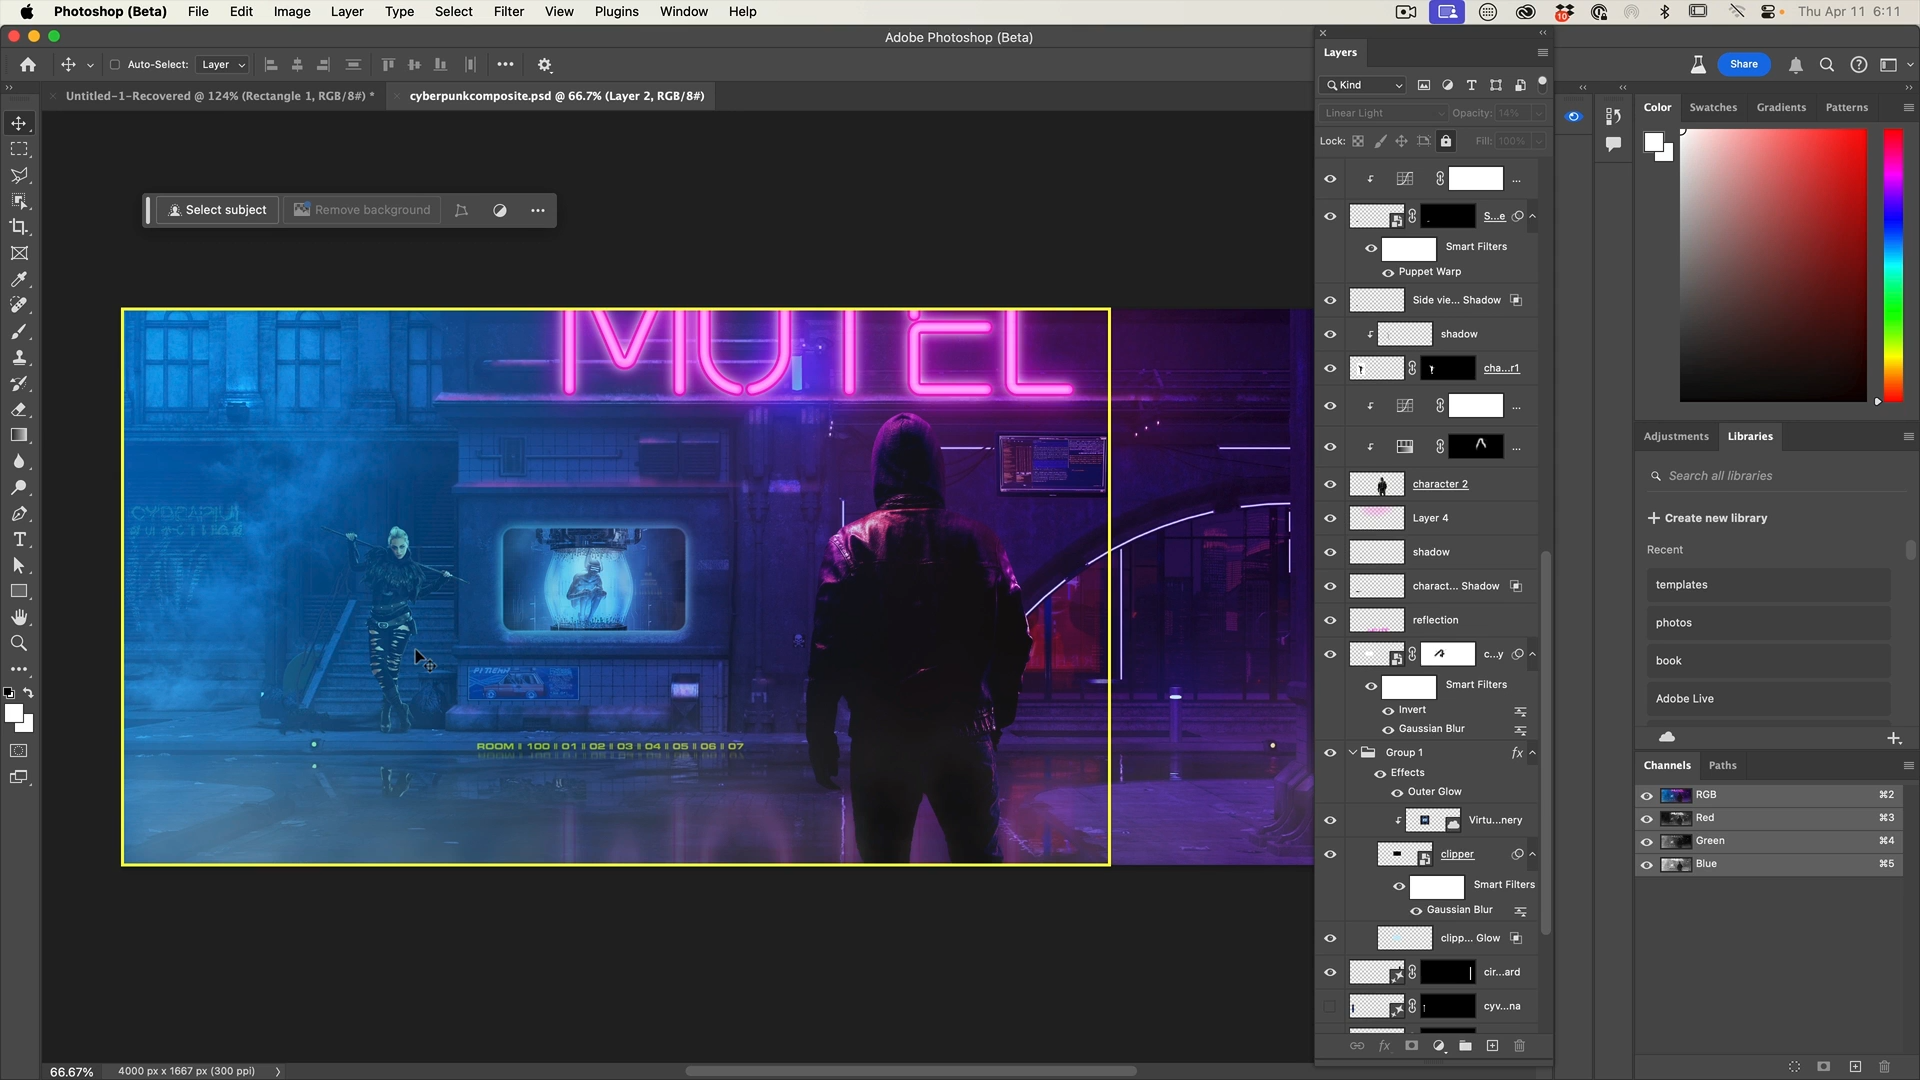 Photoshop (Beta) File Edit Image Layer Type Select Filter View Plugins Window Help
10
Thu Apr 11 6:11
Adobe Photoshop (Beta)
Auto-Select: Layer
Share
Untitled-1-Recovered @ 124% (Rectangle 1, RGB/8#) *
cyberpunkcomposite.psd @ 66.7% (Layer 2, RGB/8#)
Select subject
Remove background
MOTEL
ROOM || 100 || 01 || 02 || 03 || 04 || 05 || 06 || 07
66.67%
4000 px x 1667 px (300 ppi)
Layers
Kind
Linear Light
Opacity: 14%
Lock:
Fill: 100%
...
S...e
Smart Filters
Puppet Warp
Side vie... Shadow
shadow
cha...r1
...
...
character 2
Layer 4
shadow
charact... Shadow
reflection
c...y
Smart Filters
Invert
Gaussian Blur
Group 1
fx
Effects
Outer Glow
Virtu...nery
clipper
Smart Filters
Gaussian Blur
clipp... Glow
cir...ard
cyv...na
fx
Color Swatches Gradients Patterns
Adjustments Libraries
Search all libraries
Create new library
Recent
templates
photos
book
Adobe Live
Channels Paths
RGB ⌘2
Red ⌘3
Green ⌘4
Blue ⌘5